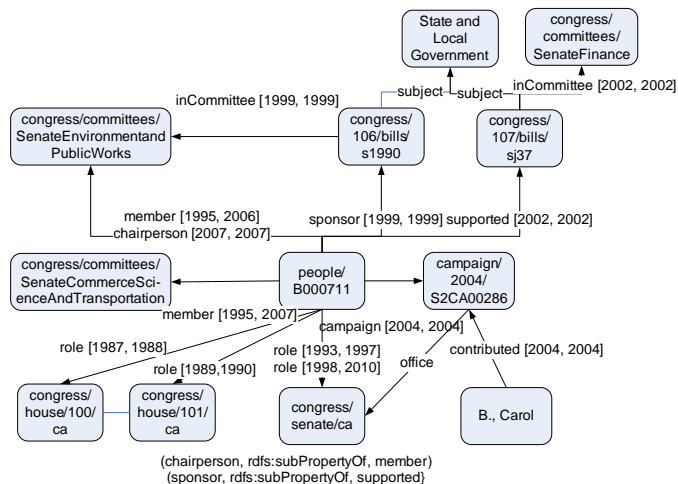 State and
Local
Government
congress/
committees/
SenateFinance
subject
subject
inCommittee [2002, 2002]
inCommittee [1999, 1999]
congress/committees/
SenateEnvironmentand
PublicWorks
congress/
106/bills/
s1990
congress/
107/bills/
sj37
member [1995, 2006]
chairperson [2007, 2007]
sponsor [1999, 1999]
supported [2002, 2002]
congress/committees/
SenateCommerceSci-
enceAndTransportation
people/
B000711
campaign/
2004/
S2CA00286
member [1995, 2007]
campaign [2004, 2004]
role [1987, 1988]
role [1989,1990]
role [1993, 1997]
role [1998, 2010]
office
contributed [2004, 2004]
congress/
house/100/
ca
congress/
house/101/
ca
congress/
senate/ca
B., Carol
(chairperson, rdfs:subPropertyOf, member)
(sponsor, rdfs:subPropertyOf, supported}